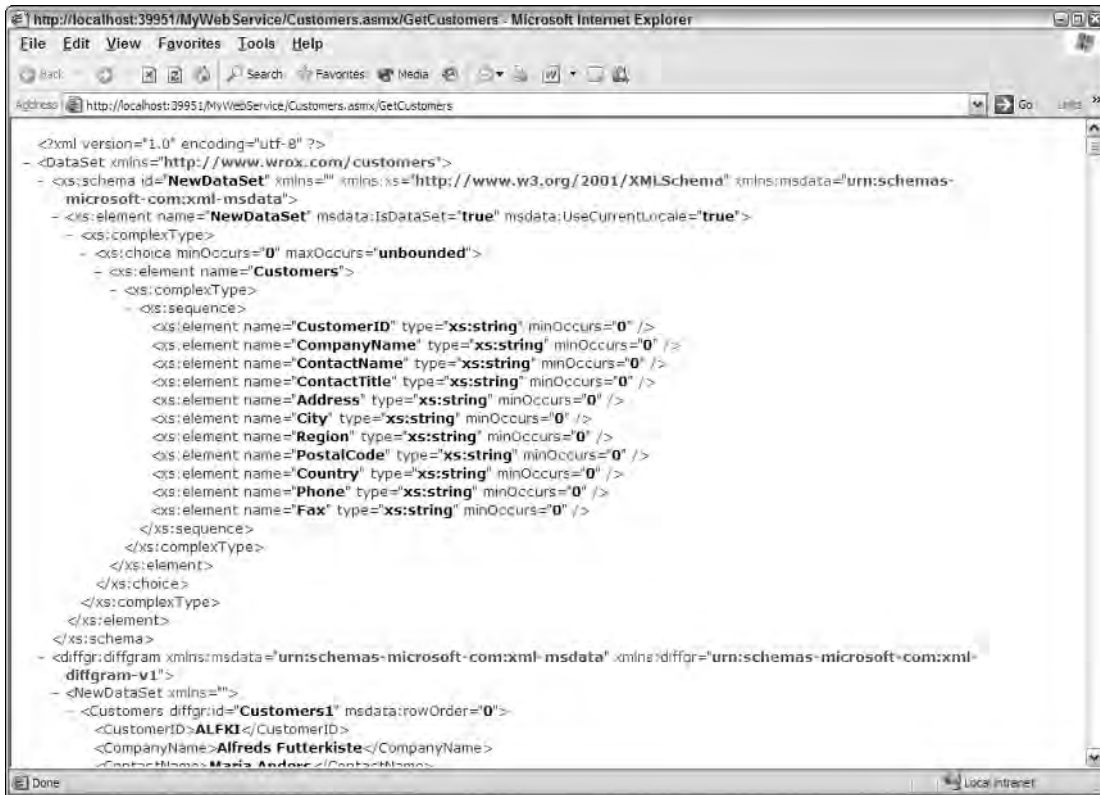 http://localhost:39951/MyWebService/Customers.asmx/GetCustomers - Microsoft Internet Explorer
File Edit View Favorites Tools Help
Back Search Favorites Media
Address http://localhost:39951/MyWebService/Customers.asmx/GetCustomers Go Links »
<?xml version="1.0" encoding="utf-8" ?>
- <DataSet xmlns="http://www.wrox.com/customers">
- <xs:schema id="NewDataSet" xmlns="" xmlns:xs="http://www.w3.org/2001/XMLSchema" xmlns:msdata="urn:schemas-
microsoft-com:xml-msdata">
- <xs:element name="NewDataSet" msdata:IsDataSet="true" msdata:UseCurrentLocale="true">
- <xs:complexType>
- <xs:choice minOccurs="0" maxOccurs="unbounded">
- <xs:element name="Customers">
- <xs:complexType>
- <xs:sequence>
<xs:element name="CustomerID" type="xs:string" minOccurs="0" />
<xs:element name="CompanyName" type="xs:string" minOccurs="0" />
<xs:element name="ContactName" type="xs:string" minOccurs="0" />
<xs:element name="ContactTitle" type="xs:string" minOccurs="0" />
<xs:element name="Address" type="xs:string" minOccurs="0" />
<xs:element name="City" type="xs:string" minOccurs="0" />
<xs:element name="Region" type="xs:string" minOccurs="0" />
<xs:element name="PostalCode" type="xs:string" minOccurs="0" />
<xs:element name="Country" type="xs:string" minOccurs="0" />
<xs:element name="Phone" type="xs:string" minOccurs="0" />
<xs:element name="Fax" type="xs:string" minOccurs="0" />
</xs:sequence>
</xs:complexType>
</xs:element>
</xs:choice>
</xs:complexType>
</xs:element>
</xs:schema>
- <diffgr:diffgram xmlns:msdata="urn:schemas-microsoft-com:xml-msdata" xmlns:diffgr="urn:schemas-microsoft-com:xml-
diffgram-v1">
- <NewDataSet xmlns="">
- <Customers diffgr:id="Customers1" msdata:rowOrder="0">
<CustomerID>ALFKI</CustomerID>
<CompanyName>Alfreds Futterkiste</CompanyName>
<ContactName>Maria Anders</ContactName>
Done Local intranet